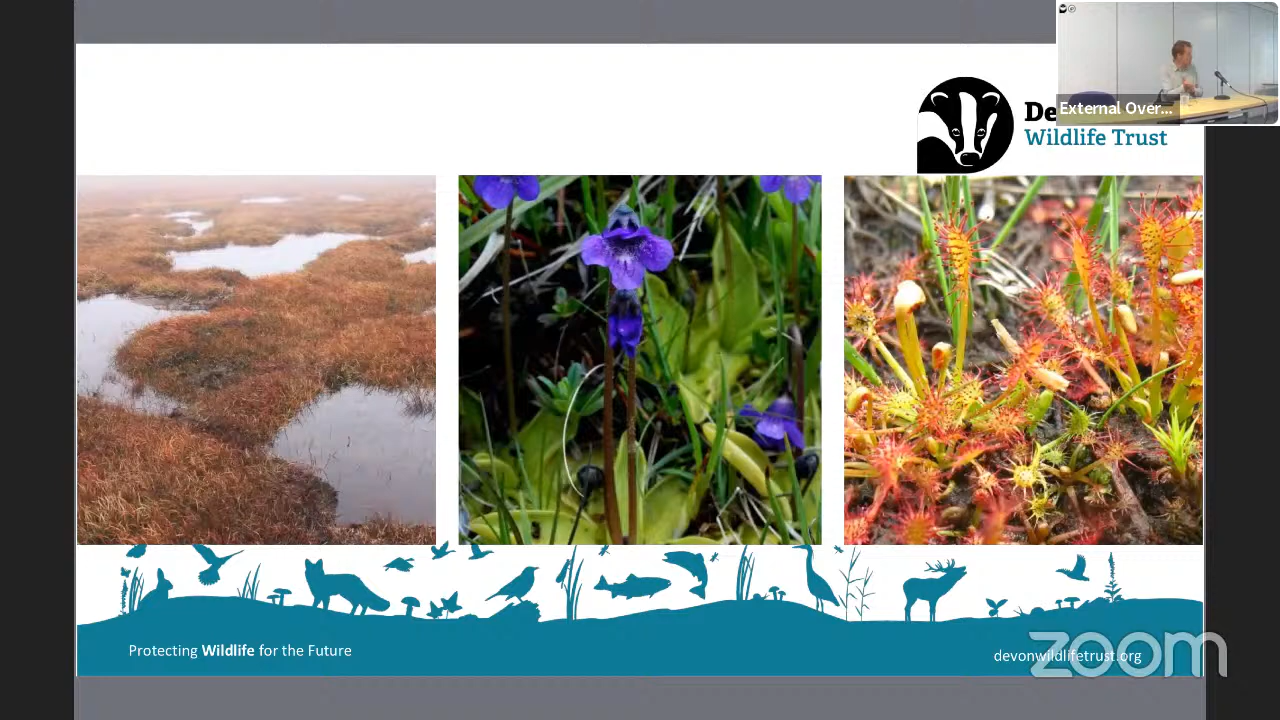 De
Wildlife Trust
External Over...
Protecting Wildlife for the Future
devonwildlifetrust.org
zoom